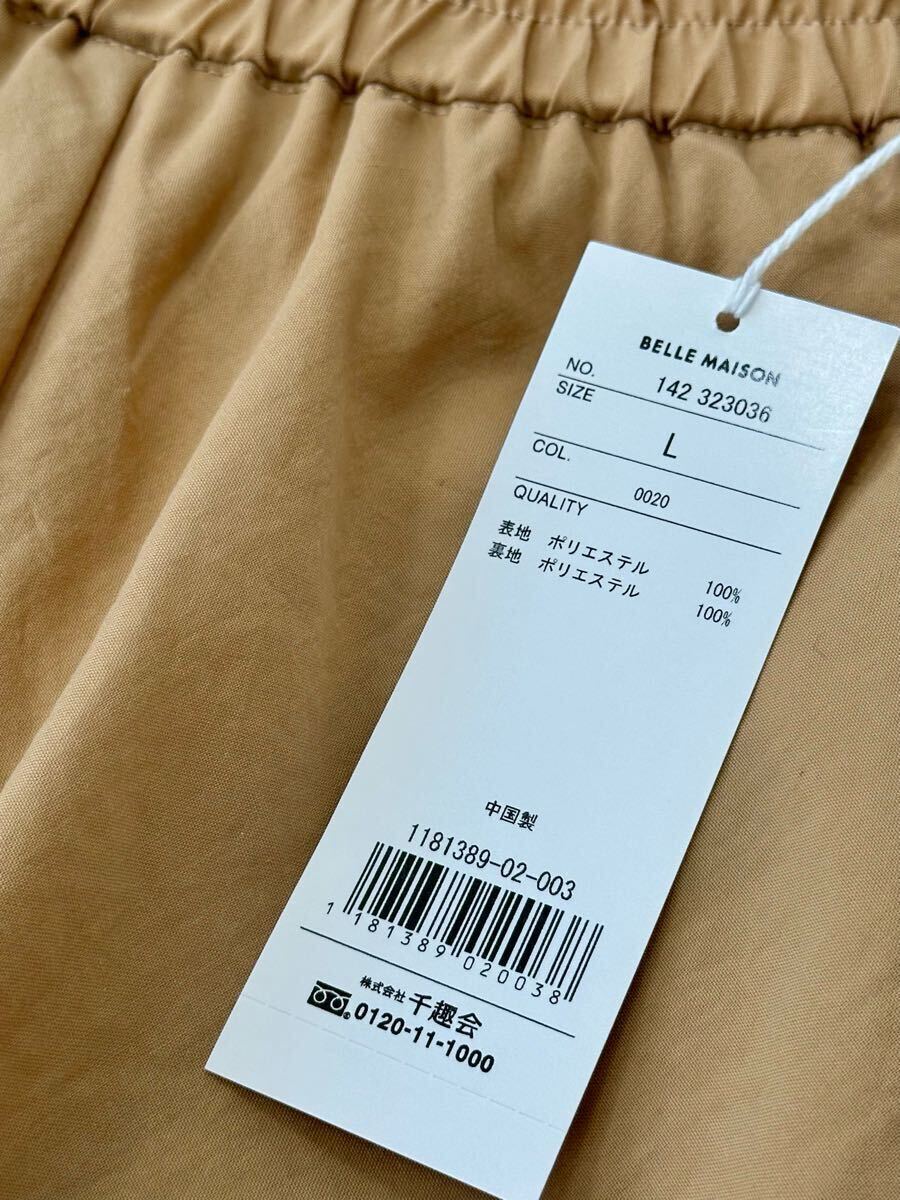 BELLE MAISON
NO. 142 323036
SIZE L
COL. 0020
QUALITY
表地 ポリエステル 100%
裏地 ポリエステル 100%
中国製
1181389-02-003
1 181389 020038
株式会社 千趣会
0120-11-1000